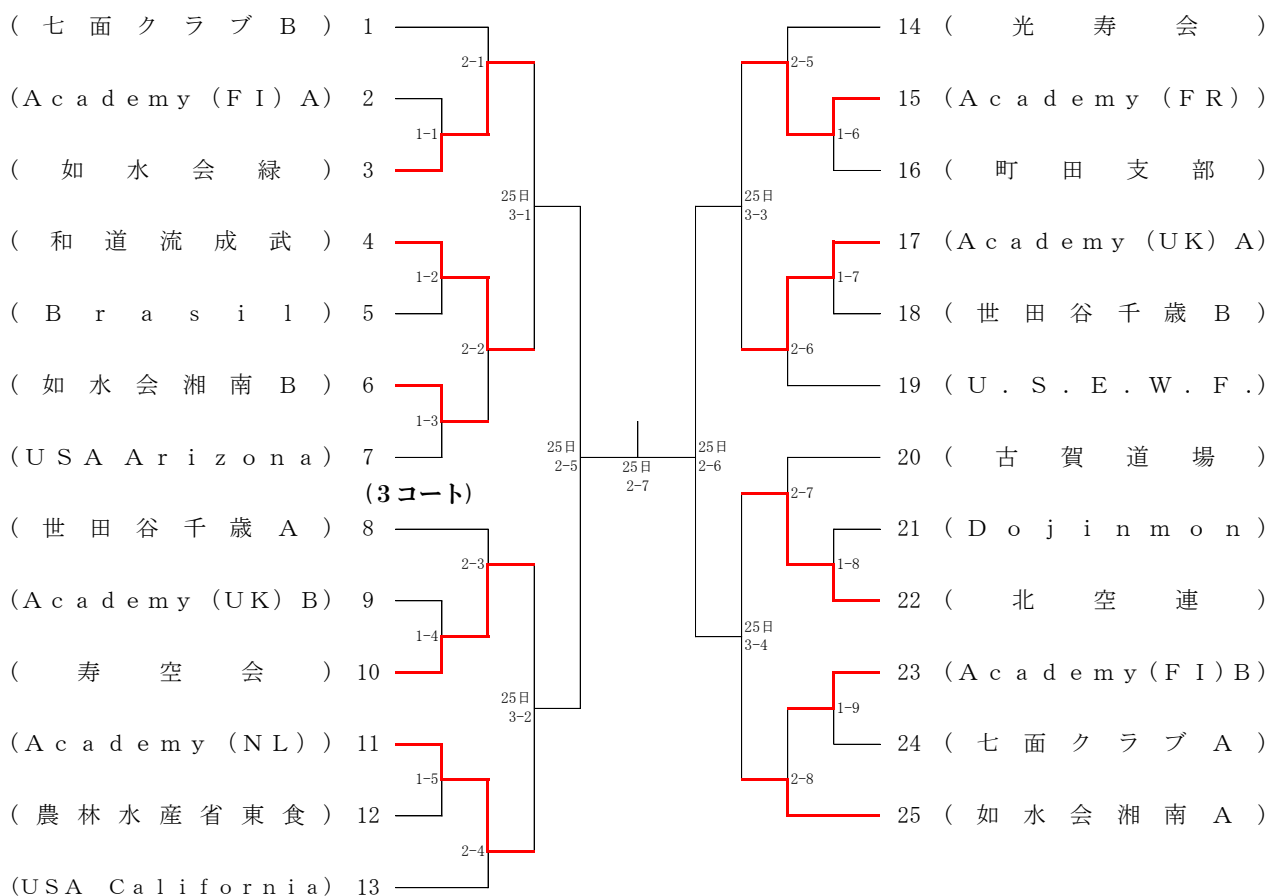 (七面クラブB) 1
2-1
(Academy(FI)A) 2
1-1
(如水会緑) 3
25日
3-1
(和道流成武) 4
1-2
(Brasil) 5
2-2
(如水会湘南B) 6
1-3
(USA Arizona) 7
25日
2-5
(3コート)
(世田谷千歳A) 8
2-3
(Academy(UK)B) 9
1-4
(寿空会) 10
25日
3-2
(Academy(NL)) 11
1-5
(農林水産省東食) 12
2-4
(USA California) 13
25日
2-7
14 (光寿会)
2-5
15 (Academy(FR))
1-6
16 (町田支部)
25日
3-3
17 (Academy(UK)A)
1-7
18 (世田谷千歳B)
2-6
19 (U.S.E.W.F.)
25日
2-6
20 (古賀道場)
2-7
21 (Dojinmon)
1-8
22 (北空連)
25日
3-4
23 (Academy(FI)B)
1-9
24 (七面クラブA)
2-8
25 (如水会湘南A)